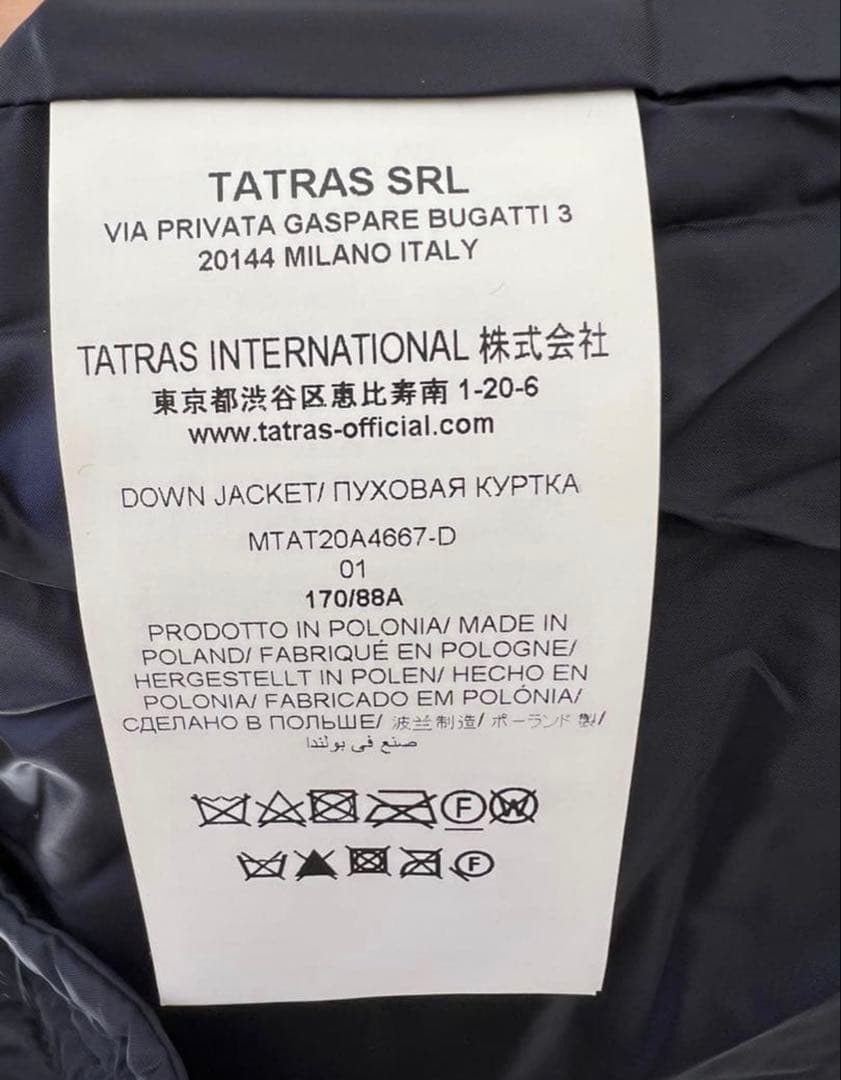 TATRAS SRL
VIA PRIVATA GASPARE BUGATTI 3
20144 MILANO ITALY
TATRAS INTERNATIONAL 株式会社
東京都渋谷区恵比寿南 1-20-6
www.tatras-official.com
DOWN JACKET/ ПУХОВАЯ КУРТКА
MTAT20A4667-D
01
170/88A
PRODOTTO IN POLONIA/ MADE IN
POLAND/ FABRIQUÉ EN POLOGNE/
HERGESTELLT IN POLEN/ HECHO EN
POLONIA/ FABRICADO EM POLÓNIA/
СДЕЛАНО В ПОЛЬШЕ/ 波兰制造/ ポーランド 製/
صنع في بولندا
F W
F